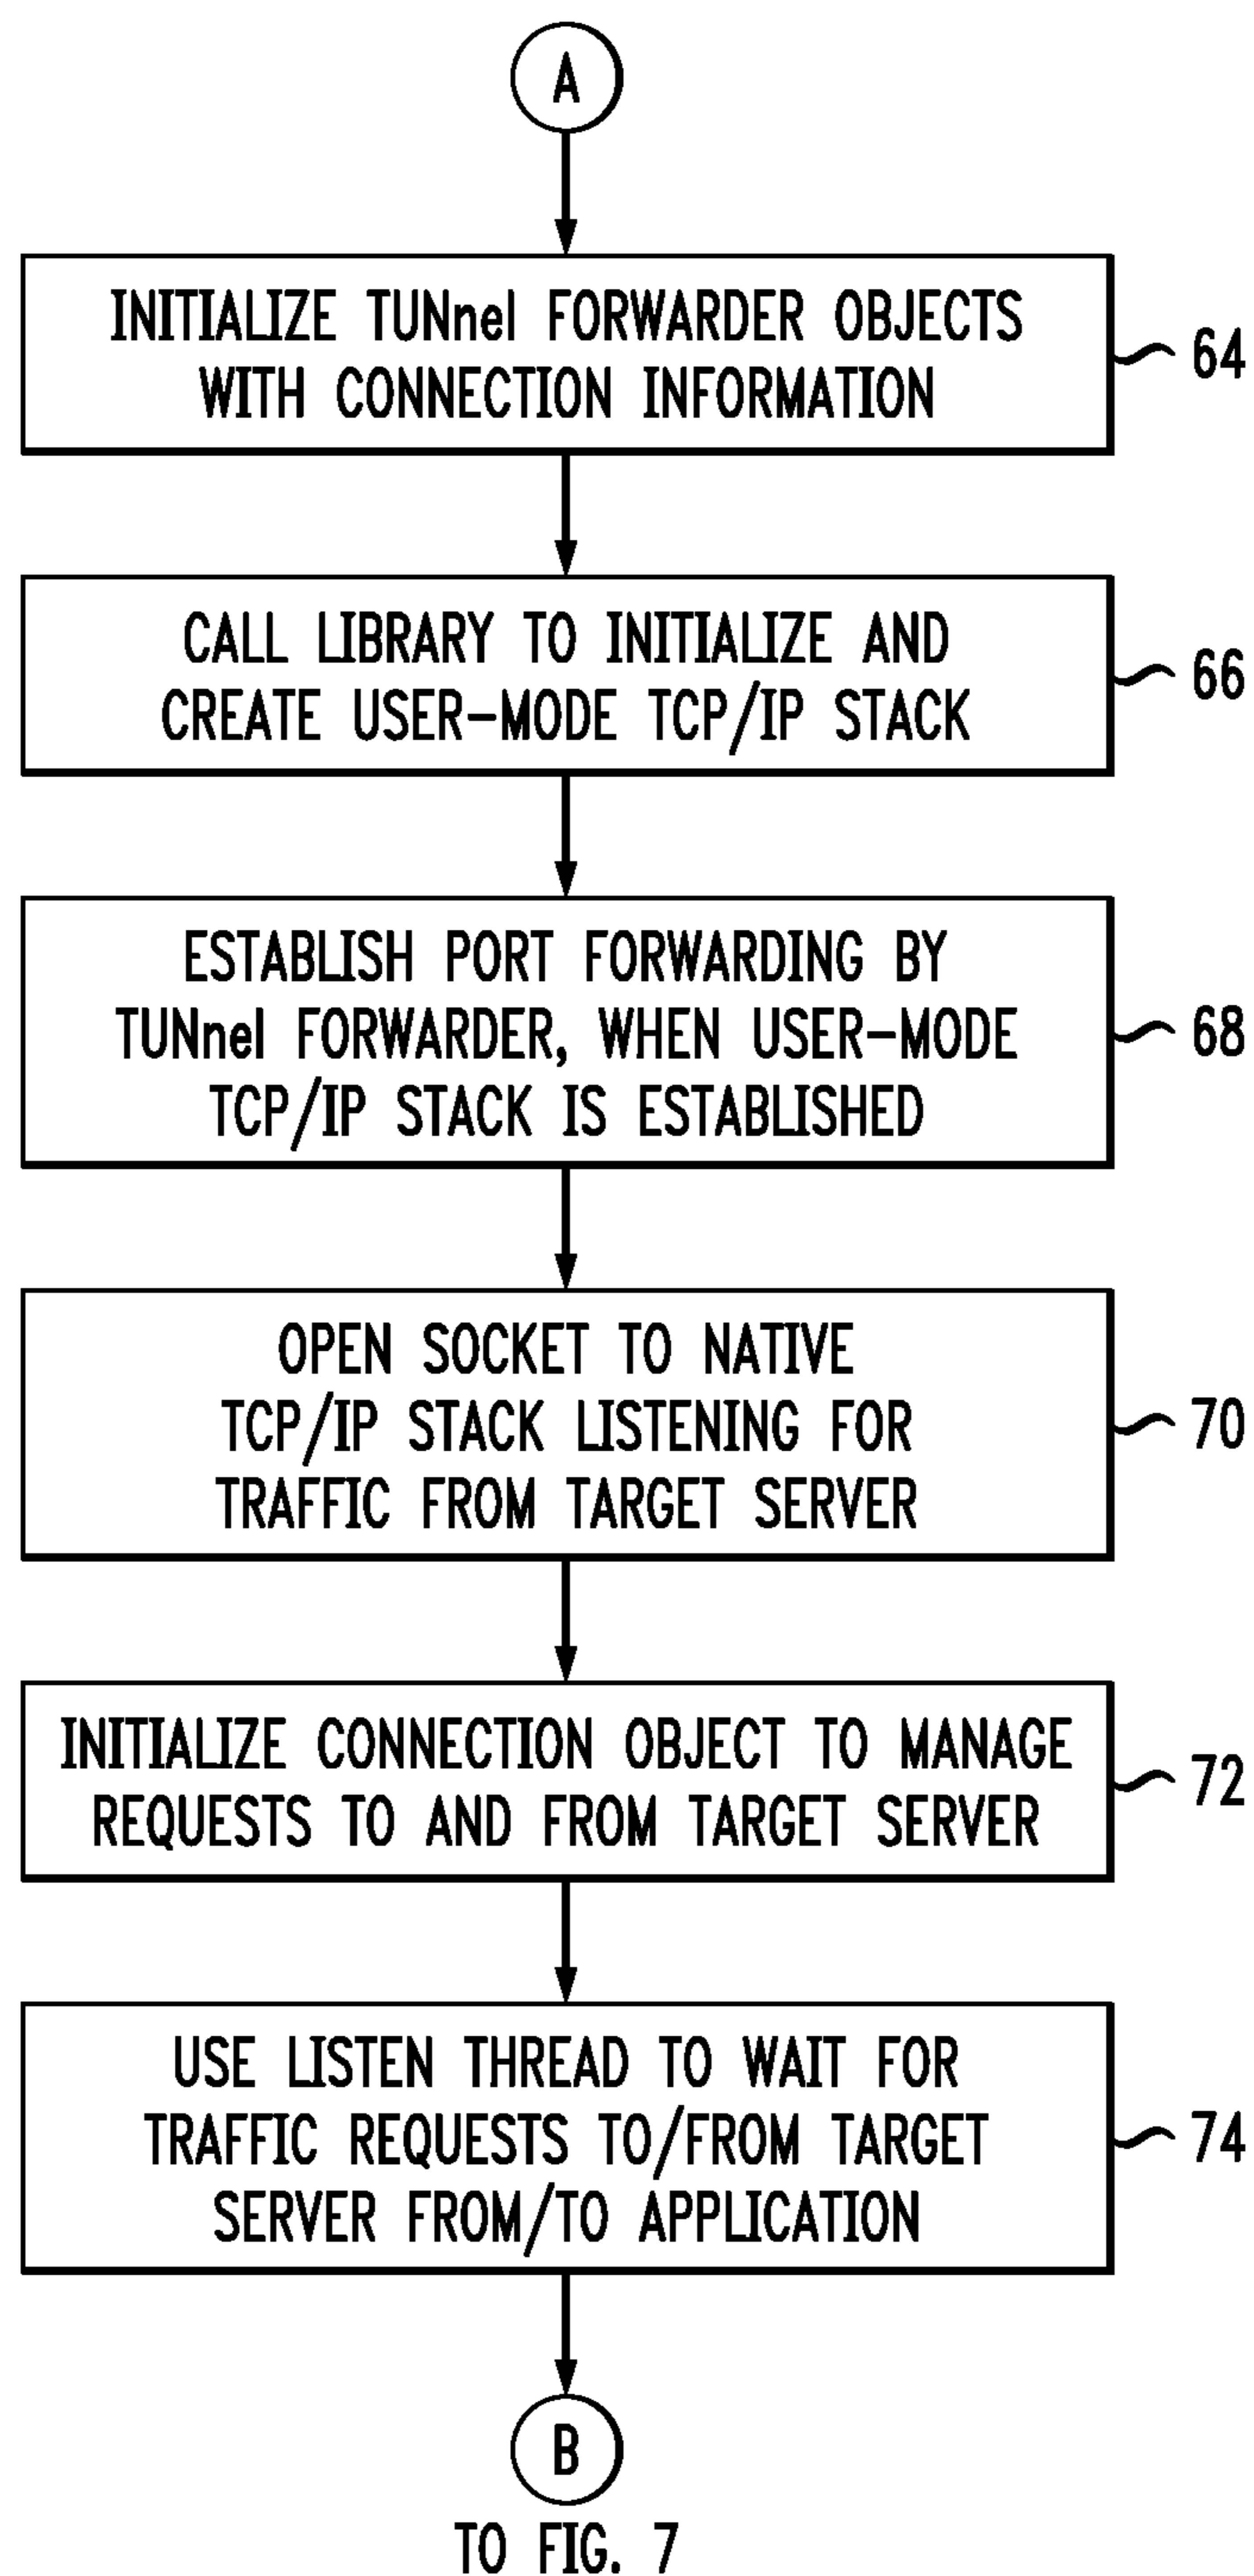 A
INITIALIZE TUNnel FORWARDER OBJECTS
WITH CONNECTION INFORMATION
64
CALL LIBRARY TO INITIALIZE AND
CREATE USER-MODE TCP/IP STACK
66
ESTABLISH PORT FORWARDING BY
TUNnel FORWARDER, WHEN USER-MODE
TCP/IP STACK IS ESTABLISHED
68
OPEN SOCKET TO NATIVE
TCP/IP STACK LISTENING FOR
TRAFFIC FROM TARGET SERVER
70
INITIALIZE CONNECTION OBJECT TO MANAGE
REQUESTS TO AND FROM TARGET SERVER
72
USE LISTEN THREAD TO WAIT FOR
TRAFFIC REQUESTS TO/FROM TARGET
SERVER FROM/TO APPLICATION
74
B
TO FIG. 7